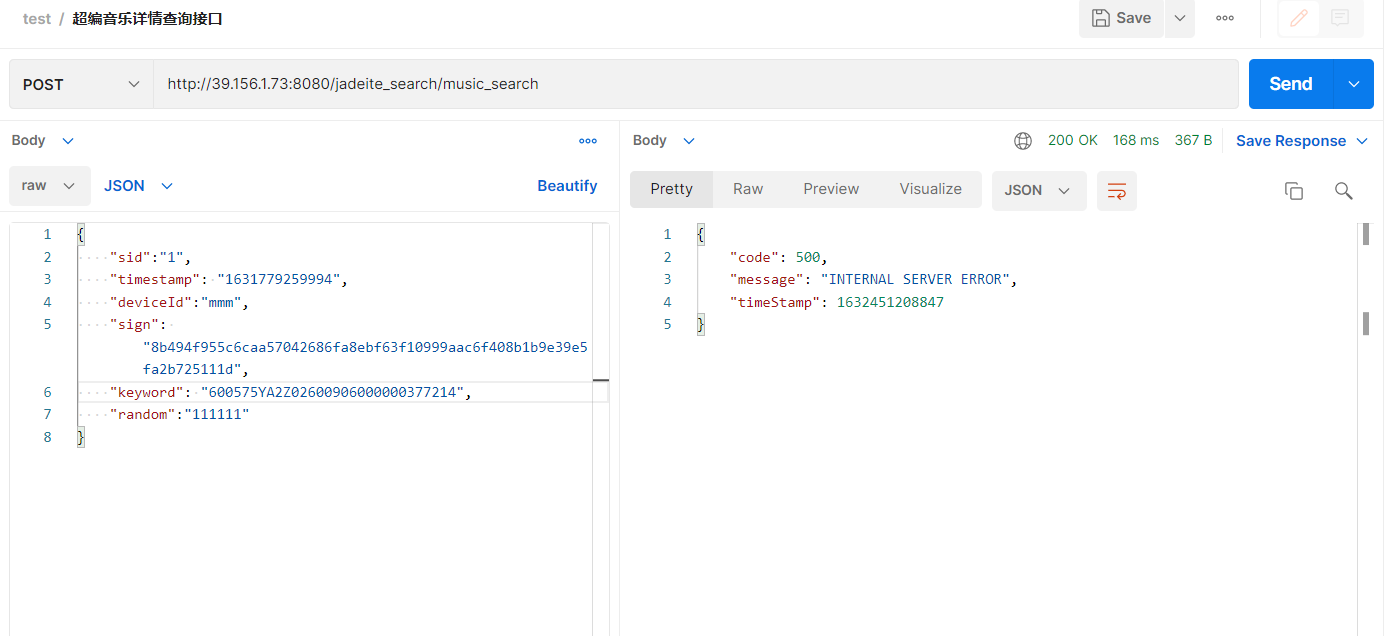 test / 超编音乐详情查询接口
Save
POST
http://39.156.1.73:8080/jadeite_search/music_search
Send
Body
raw
JSON
Beautify
1 {
2 ····"sid":"1",
3 ····"timestamp":·"1631779259994",
4 ····"deviceId":"mmm",
5 ····"sign":·
"8b494f955c6caa57042686fa8ebf63f10999aac6f408b1b9e39e5
fa2b725111d",
6 ····"keyword":·"600575YA2Z02600906000000377214",
7 ····"random":"111111"
8 }
Body
200 OK 168 ms 367 B Save Response
Pretty Raw Preview Visualize JSON
1 {
2 "code": 500,
3 "message": "INTERNAL SERVER ERROR",
4 "timeStamp": 1632451208847
5 }